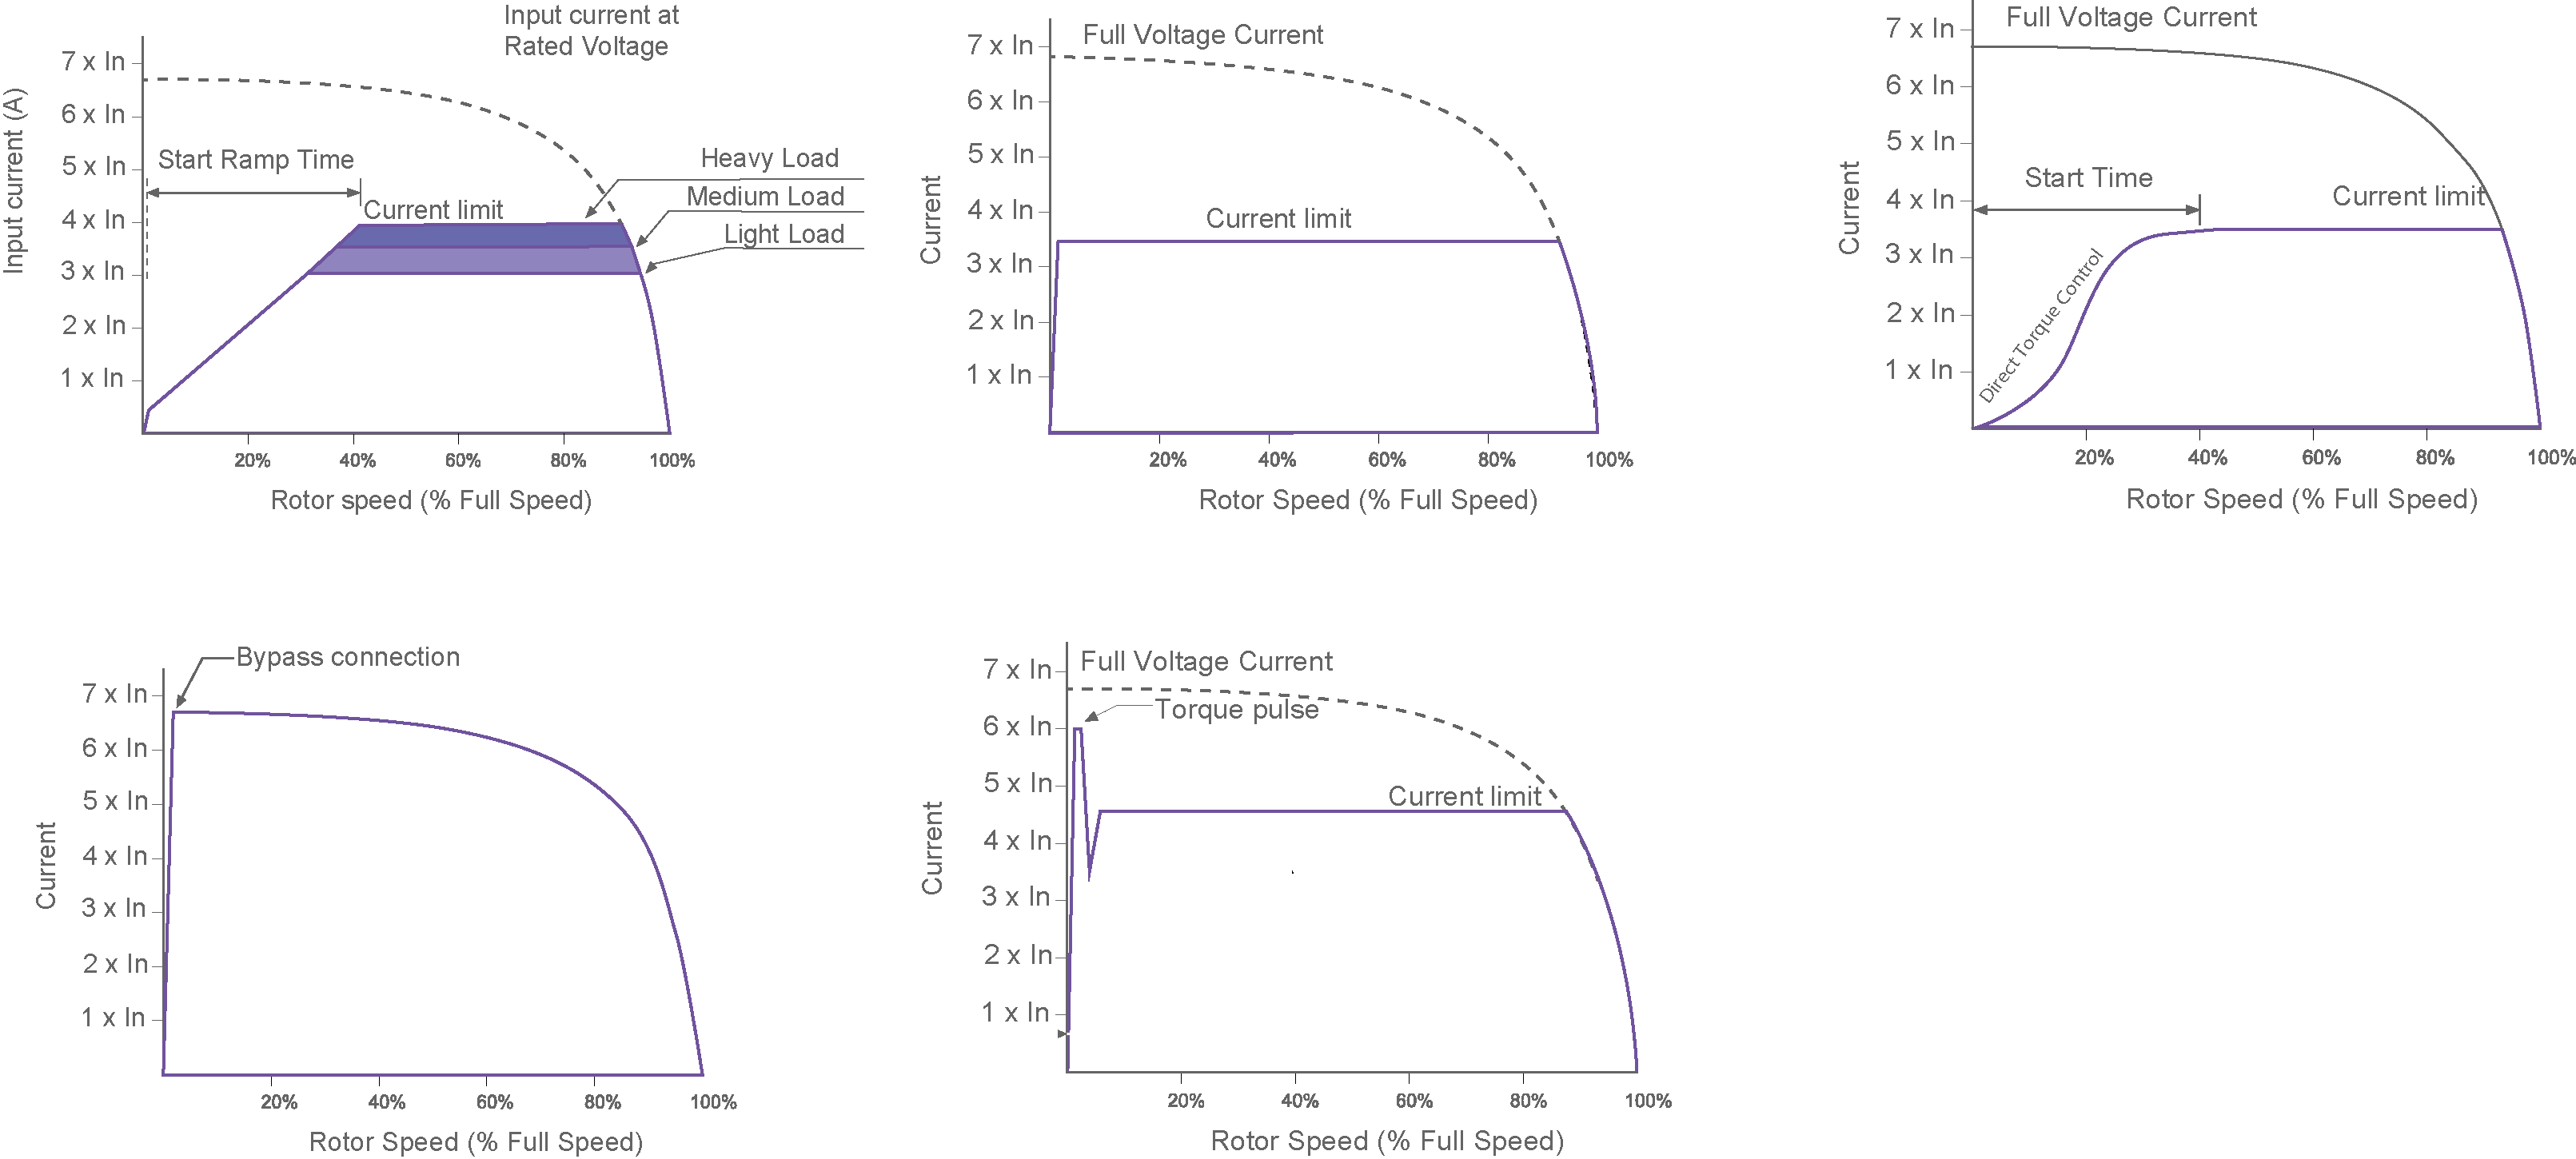 Input current at
Rated Voltage
7 x In
6 x In
5 x In
4 x In
3 x In
2 x In
1 x In
Input current (A)
Start Ramp Time
Current limit
Heavy Load
Medium Load
Light Load
20% 40% 60% 80% 100%
Rotor speed (% Full Speed)
Full Voltage Current
7 x In
6 x In
5 x In
4 x In
3 x In
2 x In
1 x In
Current
Current limit
20% 40% 60% 80% 100%
Rotor Speed (% Full Speed)
Full Voltage Current
7 x In
6 x In
5 x In
4 x In
3 x In
2 x In
1 x In
Current
Start Time
Current limit
Direct Torque Control
20% 40% 60% 80% 100%
Rotor Speed (% Full Speed)
Bypass connection
7 x In
6 x In
5 x In
4 x In
3 x In
2 x In
1 x In
Current
20% 40% 60% 80% 100%
Rotor Speed (% Full Speed)
Full Voltage Current
7 x In
6 x In
5 x In
4 x In
3 x In
2 x In
1 x In
Current
Torque pulse
Current limit
20% 40% 60% 80% 100%
Rotor Speed (% Full Speed)